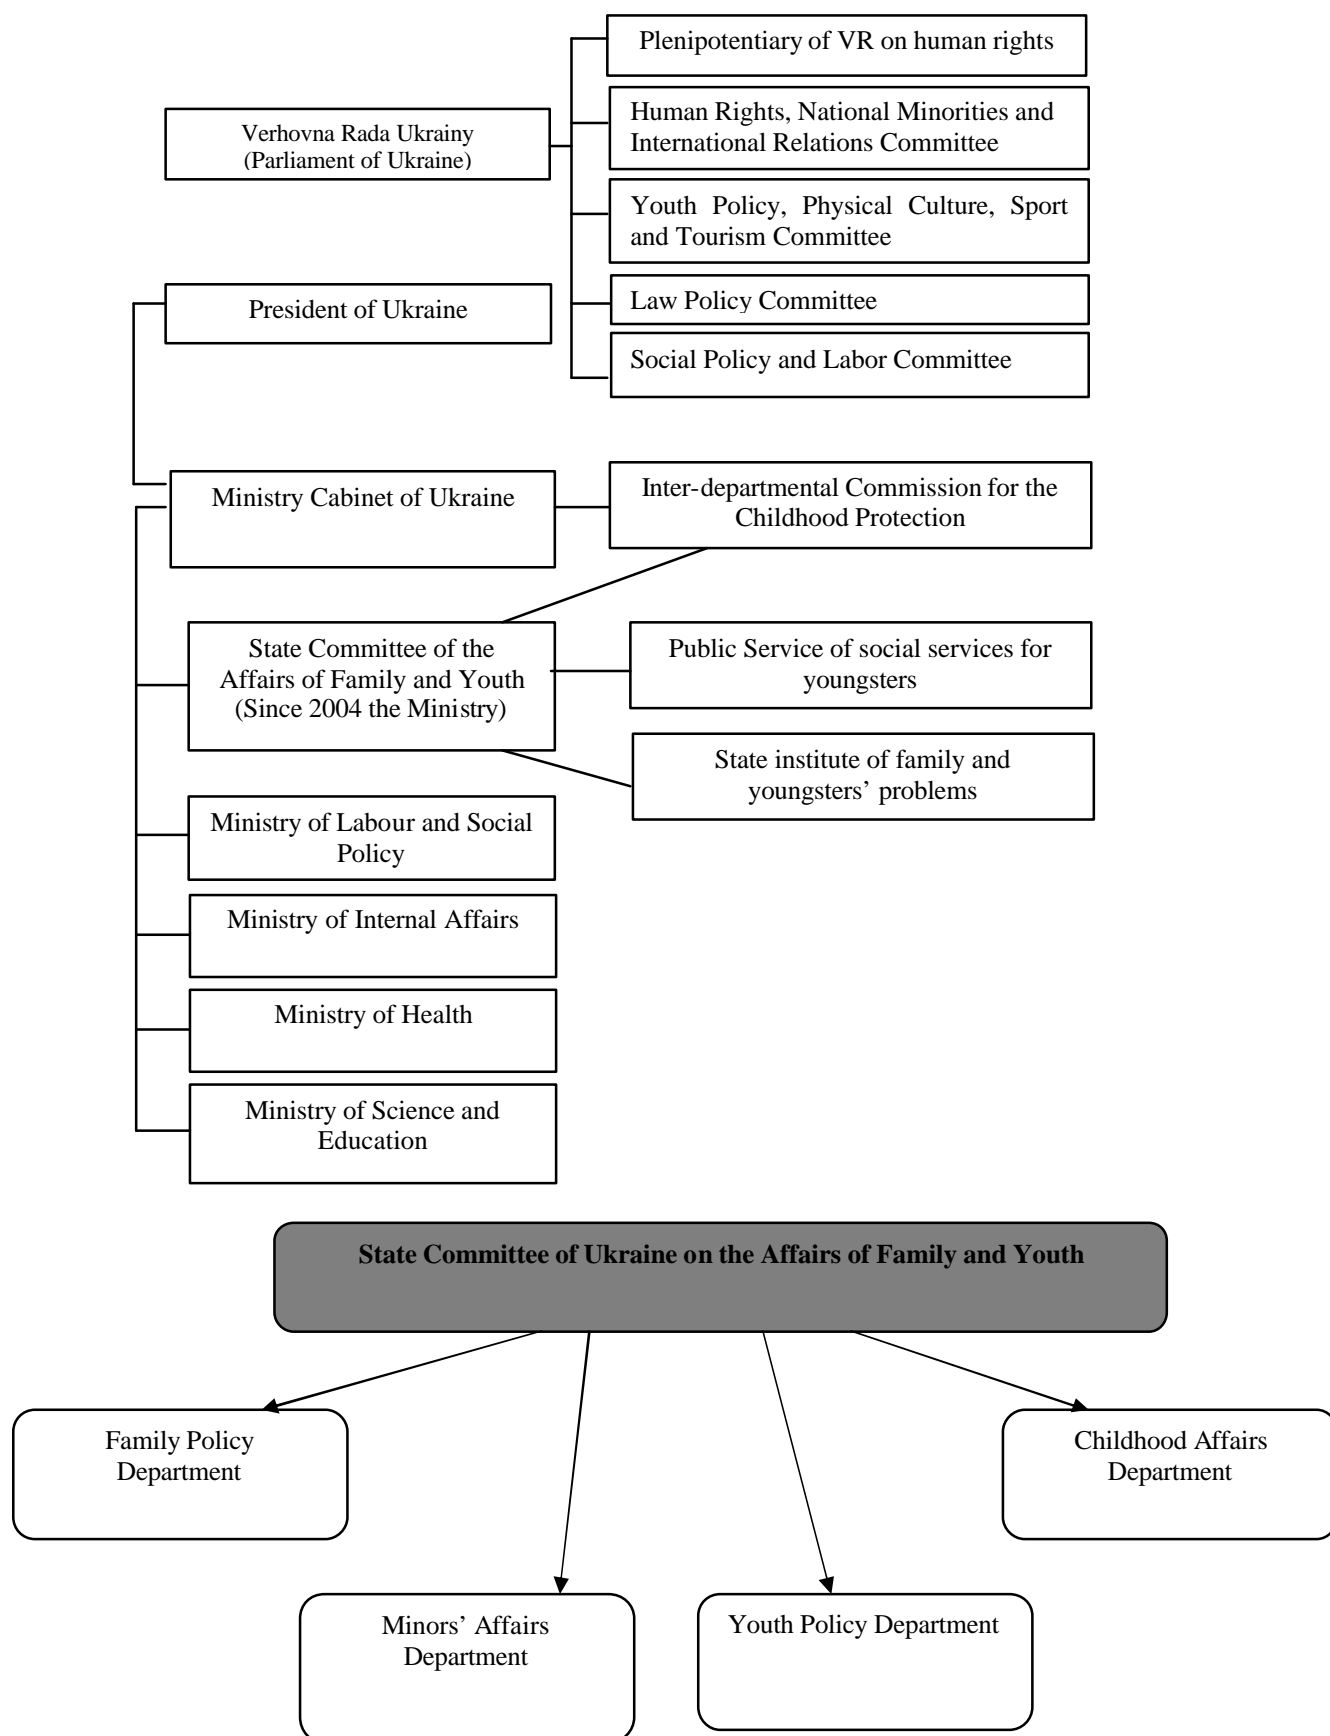 Plenipotentiary of VR on human rights
Verhovna Rada Ukrainy
(Parliament of Ukraine)
Human Rights, National Minorities and
International Relations Committee
Youth Policy, Physical Culture, Sport
and Tourism Committee
President of Ukraine
Law Policy Committee
Social Policy and Labor Committee
Ministry Cabinet of Ukraine
Inter-departmental Commission for the
Childhood Protection
State Committee of the
Affairs of Family and Youth
(Since 2004 the Ministry)
Public Service of social services for
youngsters
State institute of family and
youngsters’ problems
Ministry of Labour and Social
Policy
Ministry of Internal Affairs
Ministry of Health
Ministry of Science and
Education
State Committee of Ukraine on the Affairs of Family and Youth
Family Policy
Department
Childhood Affairs
Department
Minors’ Affairs
Department
Youth Policy Department